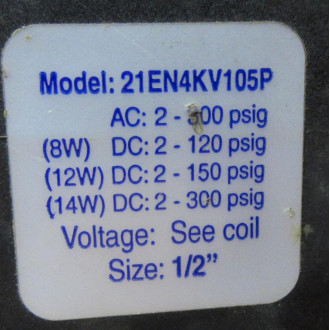 Model: 21EN4KV105P
AC: 2 - 300 psig
(8W) DC: 2 - 120 psig
(12W) DC: 2 - 150 psig
(14W) DC: 2 - 300 psig
Voltage: See coil
Size: 1/2”